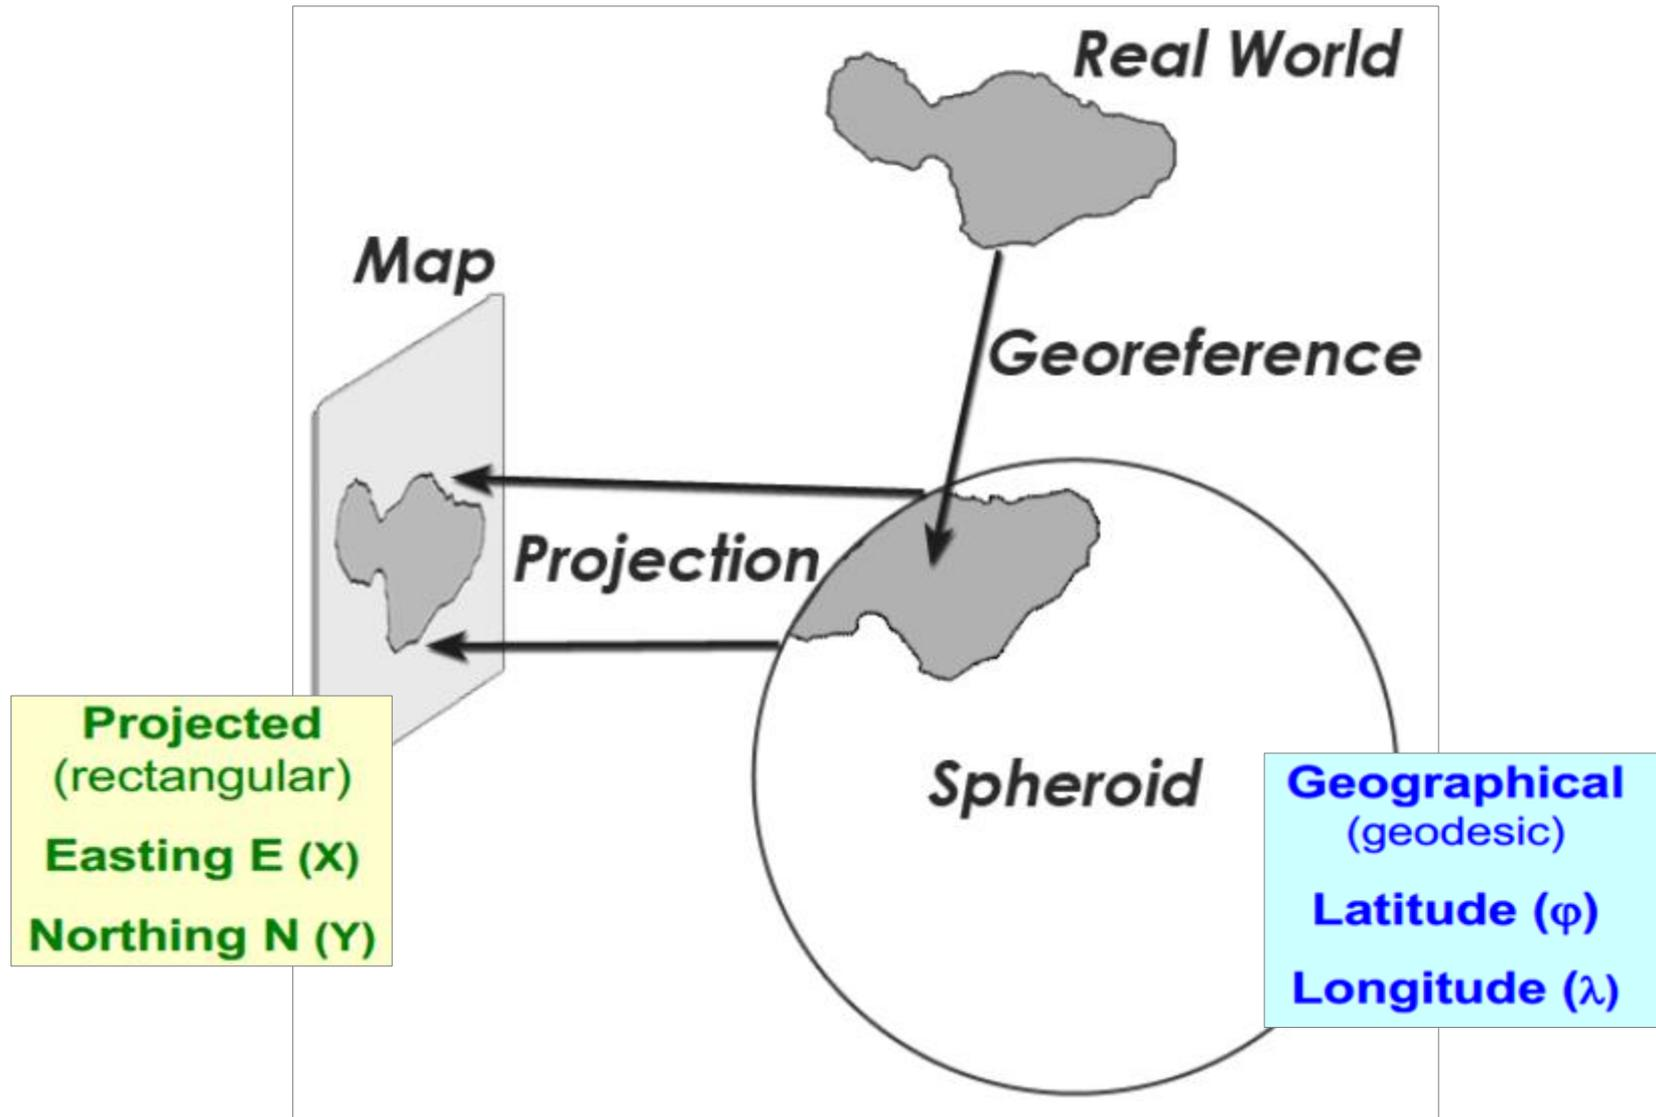 Real World
Map
Georeference
Projection
Spheroid
Projected
(rectangular)
Easting E (X)
Northing N (Y)
Geographical
(geodesic)
Latitude (φ)
Longitude (λ)